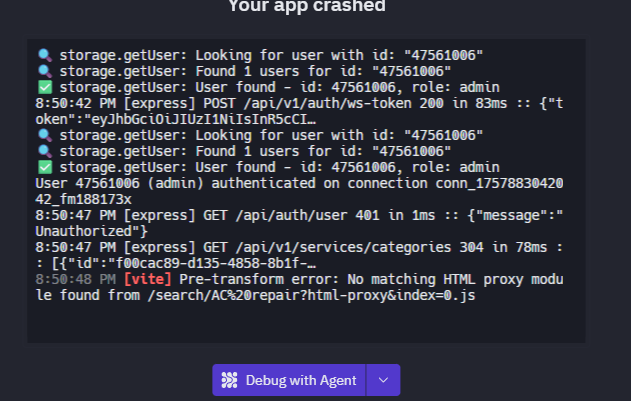 Your app crashed
🔍 storage.getUser: Looking for user with id: "47561006"
🔍 storage.getUser: Found 1 users for id: "47561006"
✅ storage.getUser: User found - id: 47561006, role: admin
8:50:42 PM [express] POST /api/v1/auth/ws-token 200 in 83ms :: {"t
oken":"eyJhbGciOiJIUzI1NiIsInR5cCI…
🔍 storage.getUser: Looking for user with id: "47561006"
🔍 storage.getUser: Found 1 users for id: "47561006"
✅ storage.getUser: User found - id: 47561006, role: admin
User 47561006 (admin) authenticated on connection conn_17578830420
42_fm188173x
8:50:47 PM [express] GET /api/auth/user 401 in 1ms :: {"message":"
Unauthorized"}
8:50:47 PM [express] GET /api/v1/services/categories 304 in 78ms :
: [{"id":"f00cac89-d135-4858-8b1f-…
8:50:48 PM [vite] Pre-transform error: No matching HTML proxy modu
le found from /search/AC%20repair?html-proxy&index=0.js
Debug with Agent